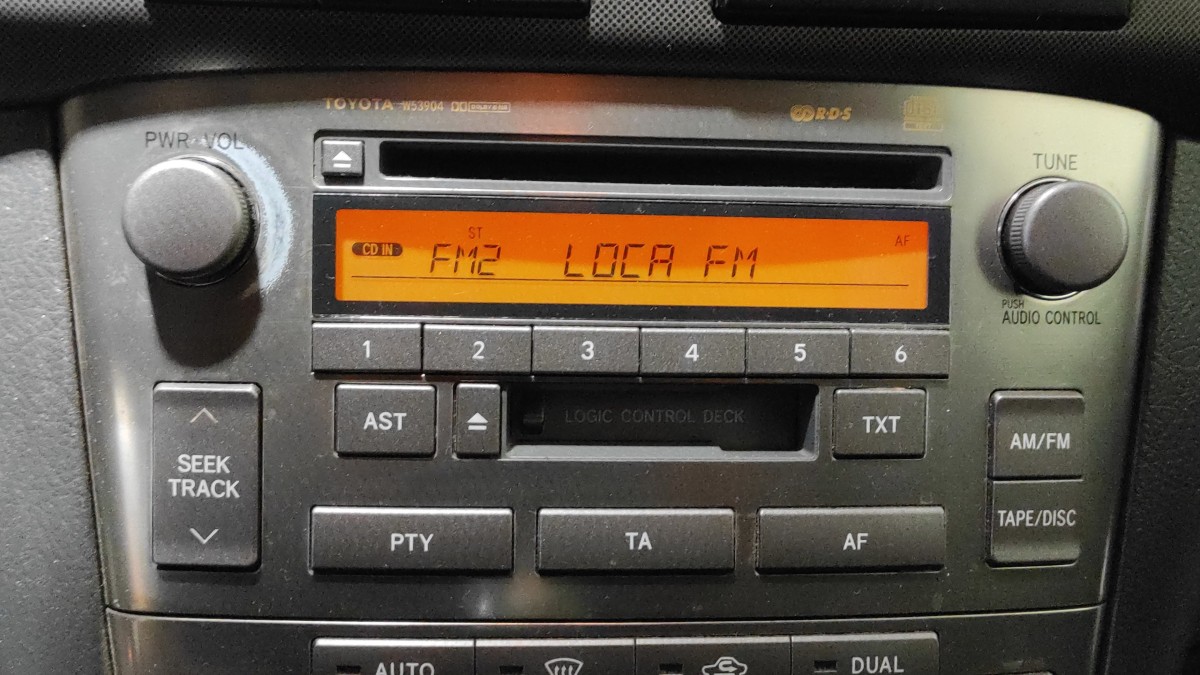 TOYOTA W53904 DOLBY B NR
RDS
PWR·VOL
TUNE
ST
AF
CD IN
FM2 LOCA FM
PUSH
AUDIO CONTROL
1 2 3 4 5 6
AST
LOGIC CONTROL DECK
TXT
AM/FM
SEEK
TRACK
TAPE/DISC
PTY
TA
AF
AUTO
DUAL